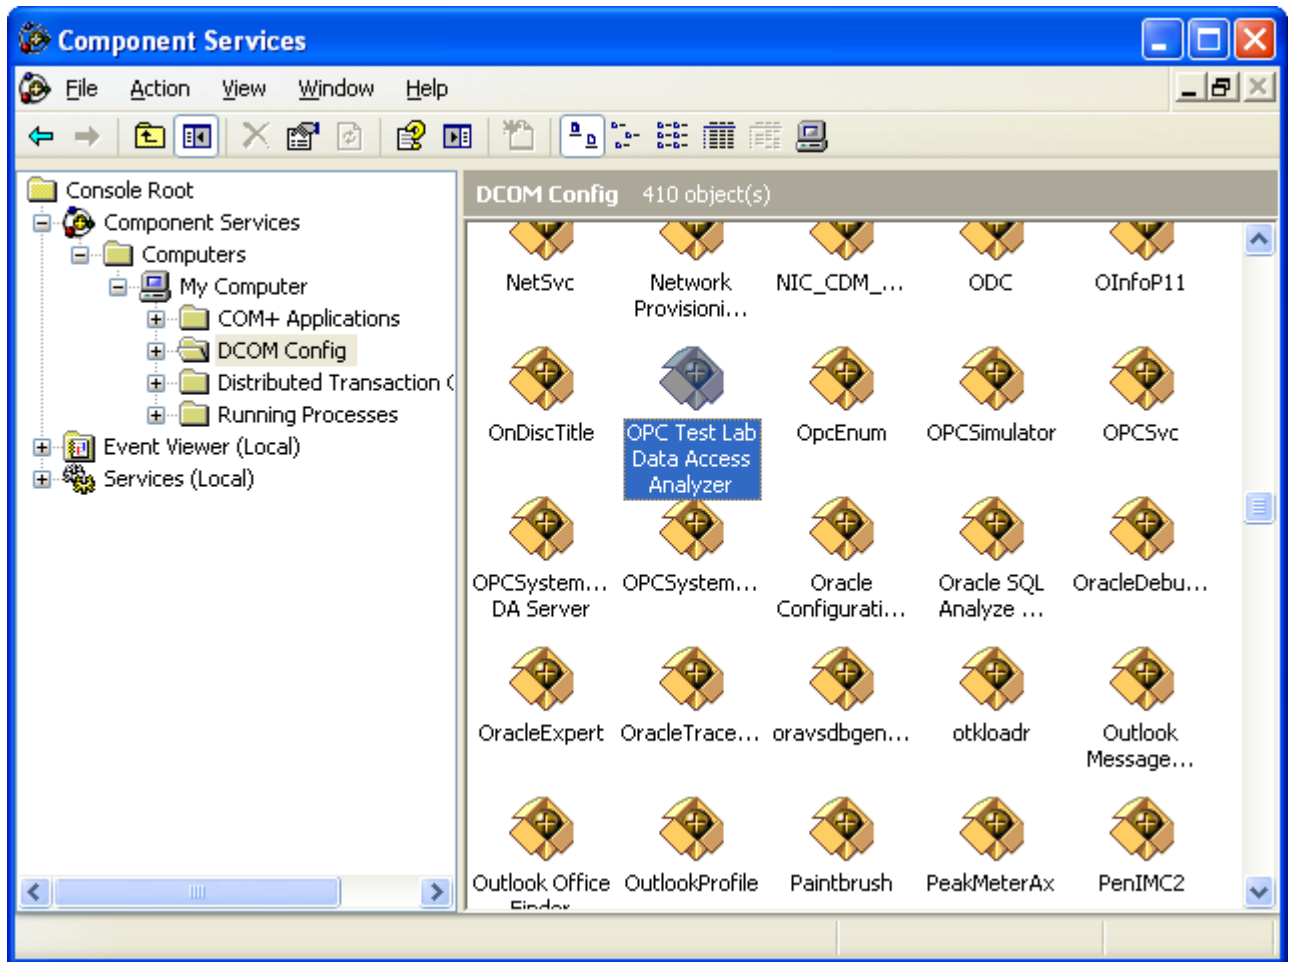 Component Services
File Action View Window Help
Console Root
Component Services
Computers
My Computer
COM+ Applications
DCOM Config
Distributed Transaction (
Running Processes
Event Viewer (Local)
Services (Local)
DCOM Config 410 object(s)
NetSvc
Network
Provisioni...
NIC_CDM_...
ODC
OInfoP11
OnDiscTitle
OPC Test Lab
Data Access
Analyzer
OpcEnum
OPCSimulator
OPCSvc
OPCSystem...
DA Server
OPCSystem...
Oracle
Configurati...
Oracle SQL
Analyze ...
OracleDebu...
OracleExpert
OracleTrace...
oravsdbgen...
otkloadr
Outlook
Message...
Outlook Office
Finder
OutlookProfile
Paintbrush
PeakMeterAx
PenIMC2